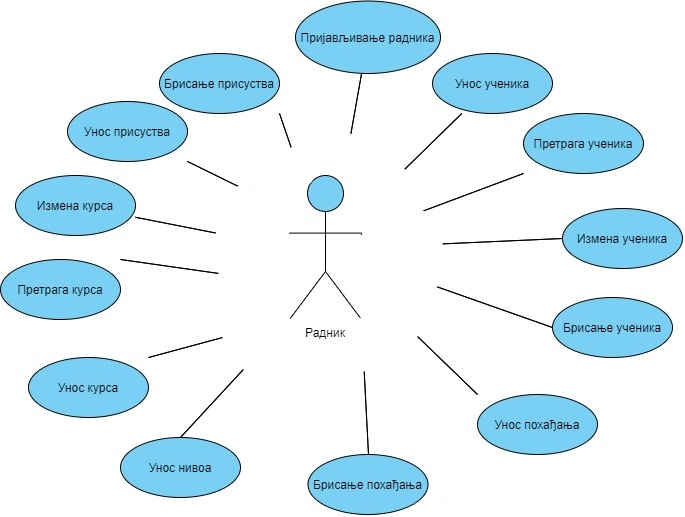 Пријављивање радника
Брисање присуства
Унос ученика
Унос присуства
Претрага ученика
Измена курса
Измена ученика
Претрага курса
Брисање ученика
Радник
Унос курса
Унос похађања
Унос нивоа
Брисање похађања